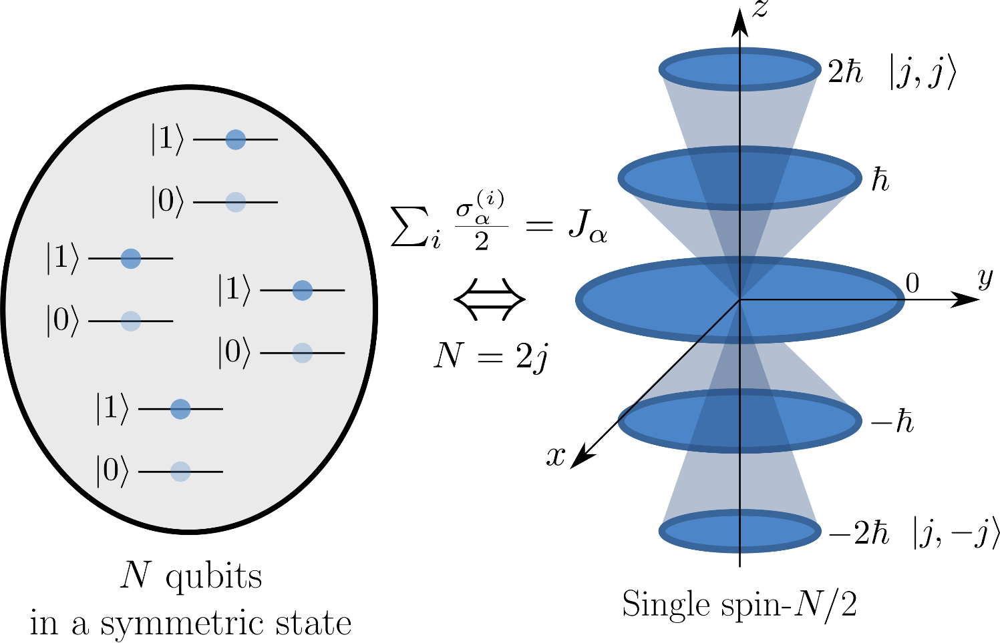 |1⟩
|0⟩
|1⟩
|0⟩
|1⟩
|0⟩
|1⟩
|0⟩
N qubits
in a symmetric state
∑ᵢ σ_α^{(i)}/2 = J_α
⟺
N = 2j
z
2ħ |j, j⟩
ħ
0
y
x
−ħ
−2ħ |j, −j⟩
Single spin-N/2